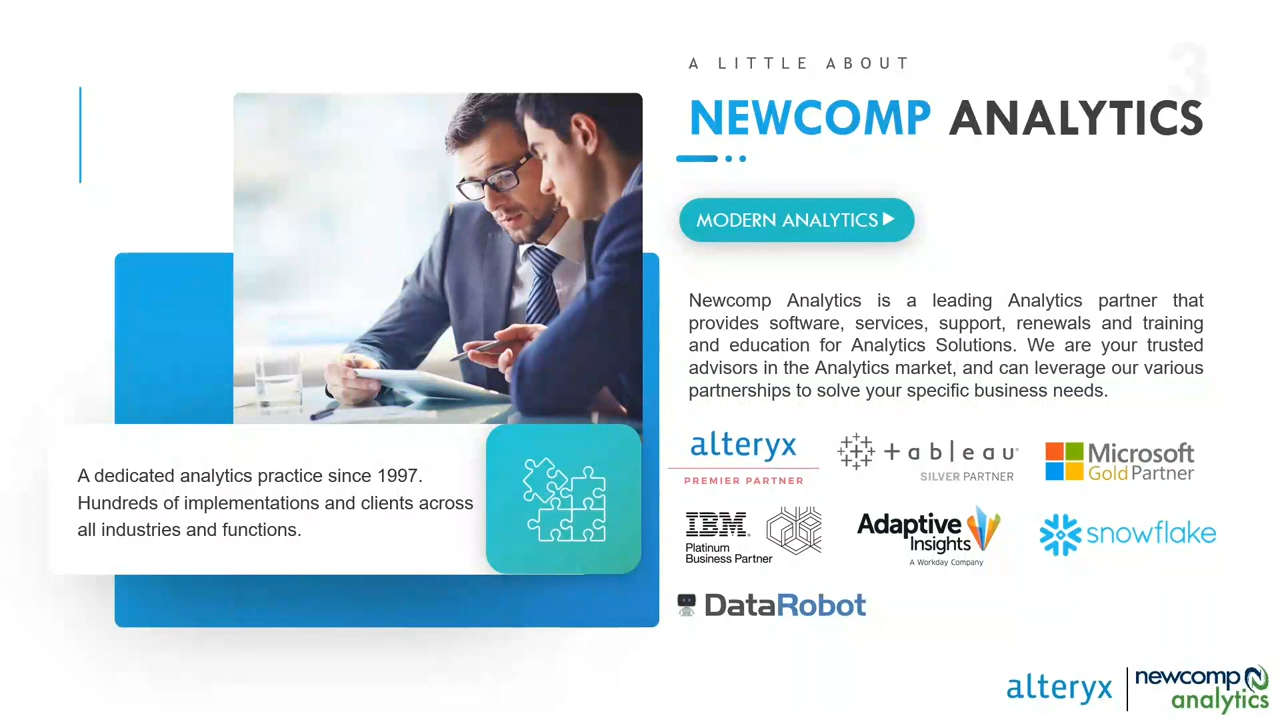 A LITTLE ABOUT
3
NEWCOMP ANALYTICS
MODERN ANALYTICS
Newcomp Analytics is a leading Analytics partner that
provides software, services, support, renewals and training
and education for Analytics Solutions. We are your trusted
advisors in the Analytics market, and can leverage our various
partnerships to solve your specific business needs.
A dedicated analytics practice since 1997.
Hundreds of implementations and clients across
all industries and functions.
alteryx
PREMIER PARTNER
+ableau
SILVER PARTNER
Microsoft
Gold Partner
IBM
Platinum
Business Partner
Adaptive
Insights
A Workday Company
snowflake
DataRobot
alteryx
newcomp
analytics